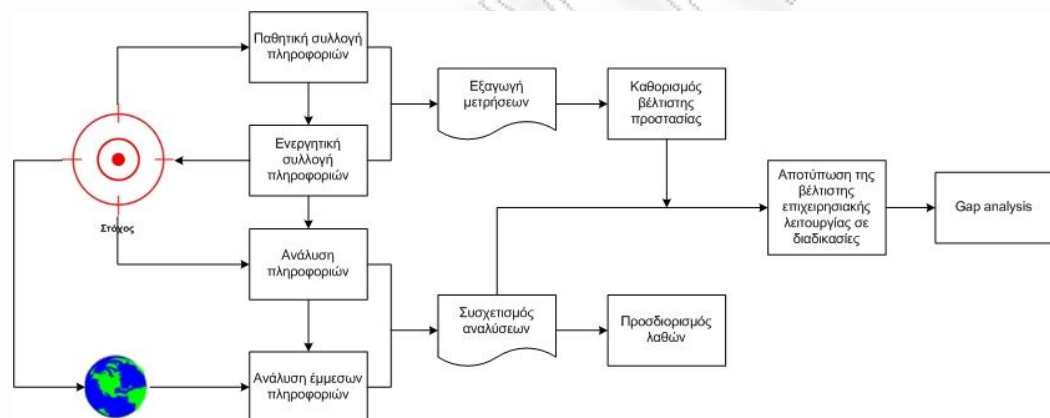 Παθητική συλλογή
πληροφοριών
Εξαγωγή
μετρήσεων
Καθορισμός
βέλτιστης
προστασίας
Ενεργητική
συλλογή
πληροφοριών
Στόχος
Αποτύπωση της
βέλτιστης
επιχειρησιακής
λειτουργίας σε
διαδικασίες
Gap analysis
Ανάλυση
πληροφοριών
Συσχετισμός
αναλύσεων
Προσδιορισμός
λαθών
Ανάλυση έμμεσων
πληροφοριών